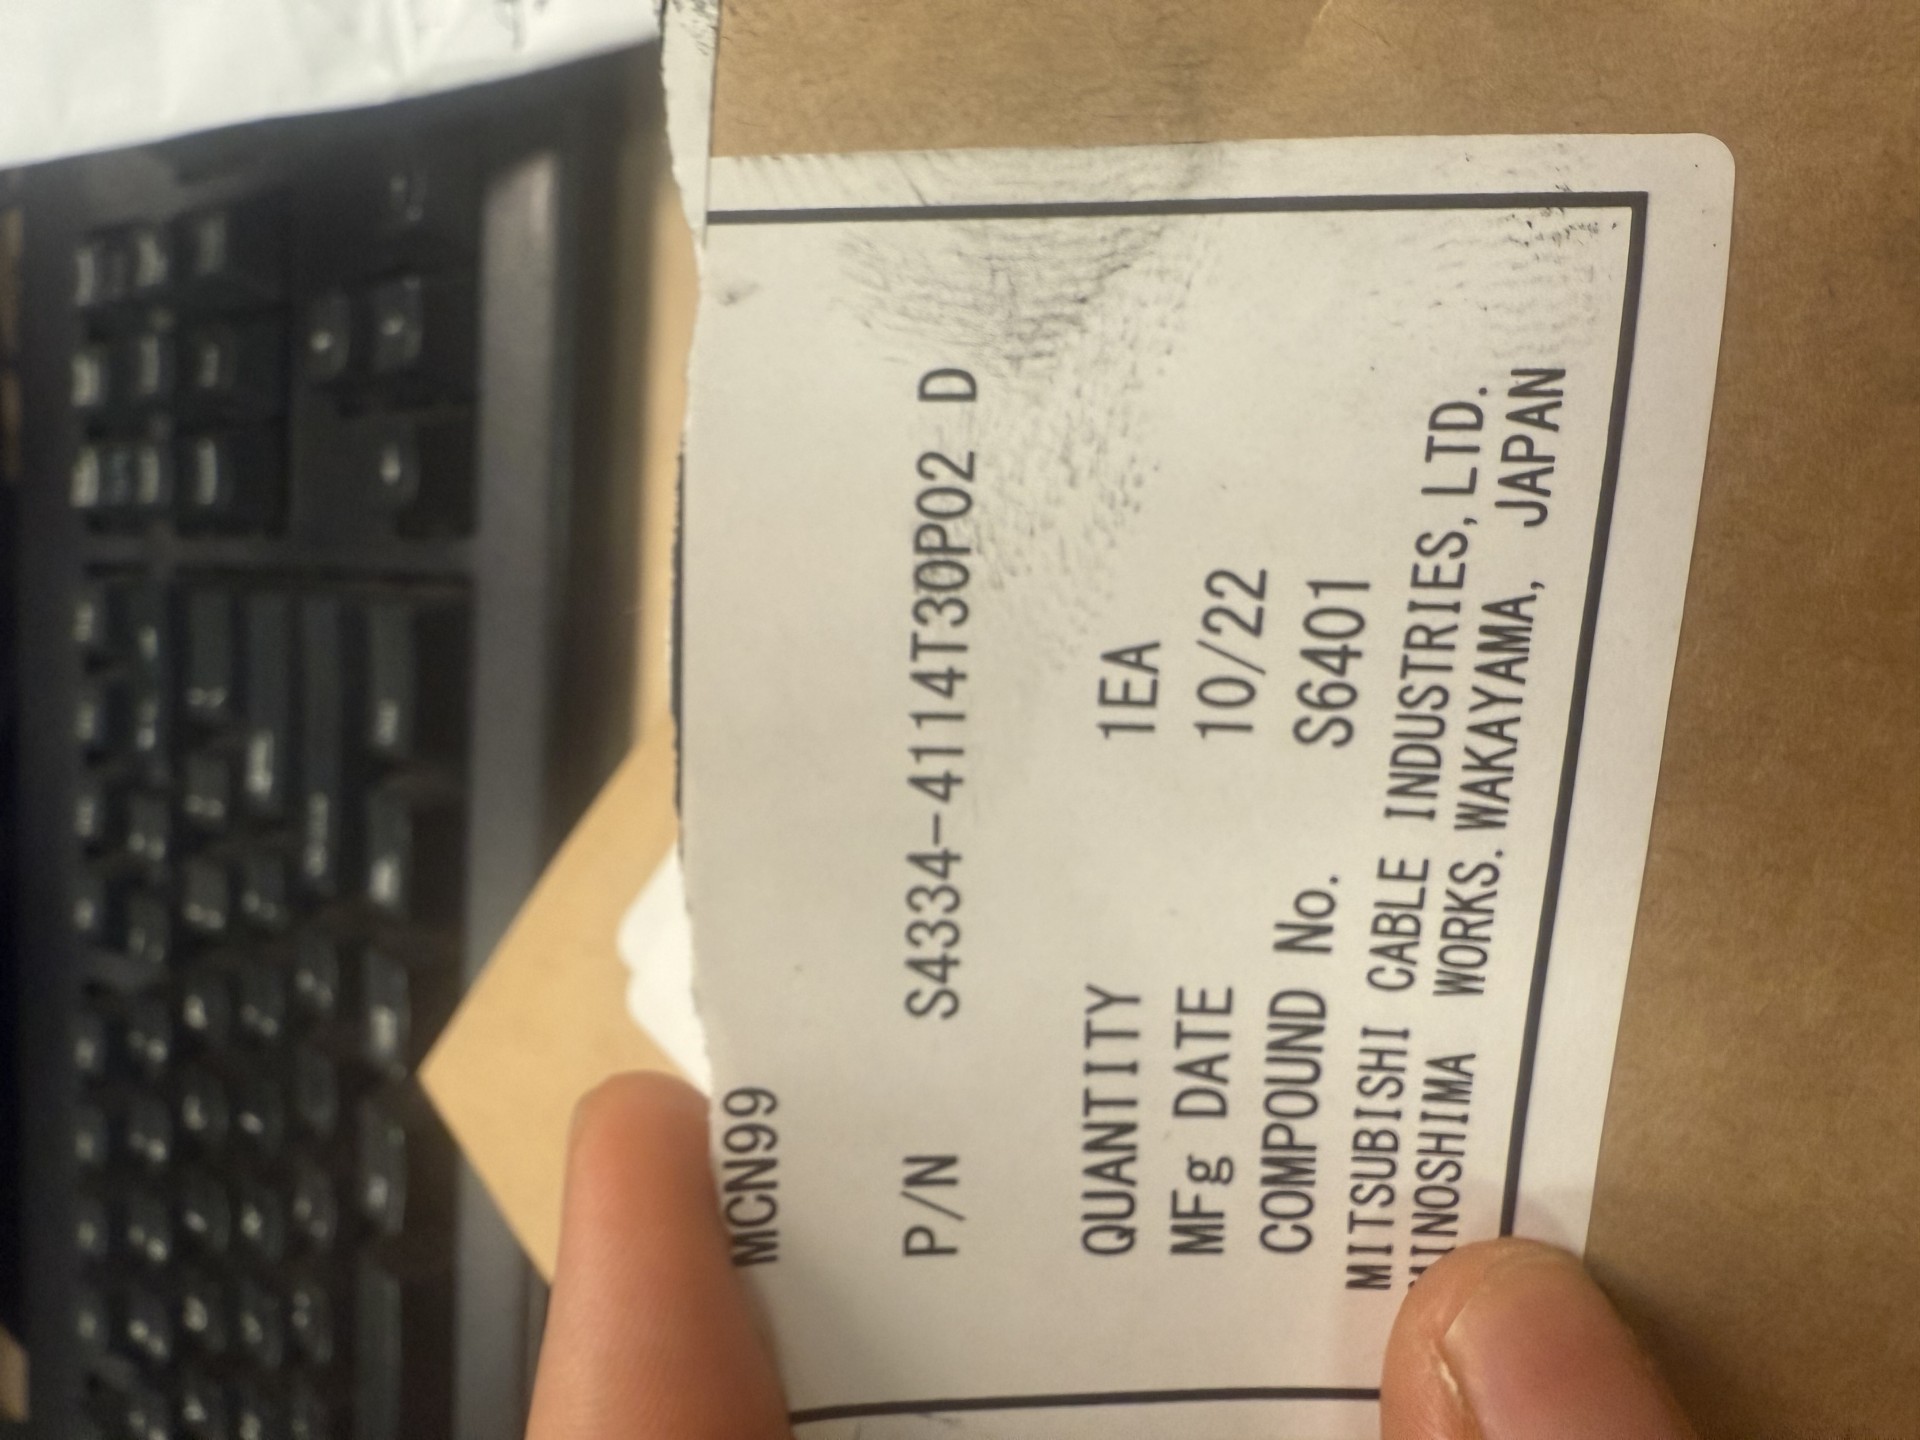 MCN99
P/N S4334-4114T30P02 D
QUANTITY 1EA
MFg DATE 10/22
COMPOUND No. S6401
MITSUBISHI CABLE INDUSTRIES, LTD.
MINOSHIMA WORKS. WAKAYAMA, JAPAN